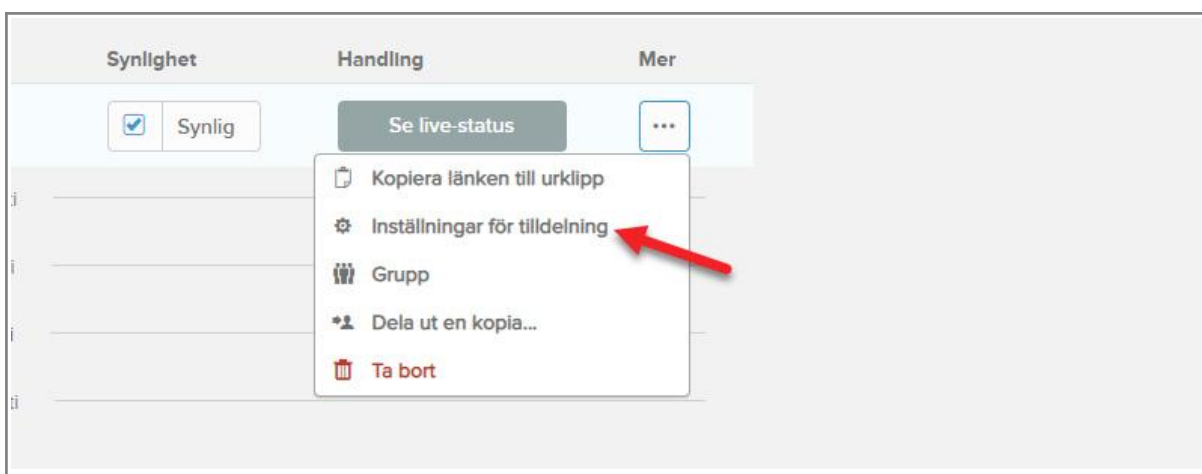 Synlighet Handling Mer
Synlig Se live-status ...
Kopiera länken till urklipp
Inställningar för tilldelning
Grupp
Dela ut en kopia...
Ta bort